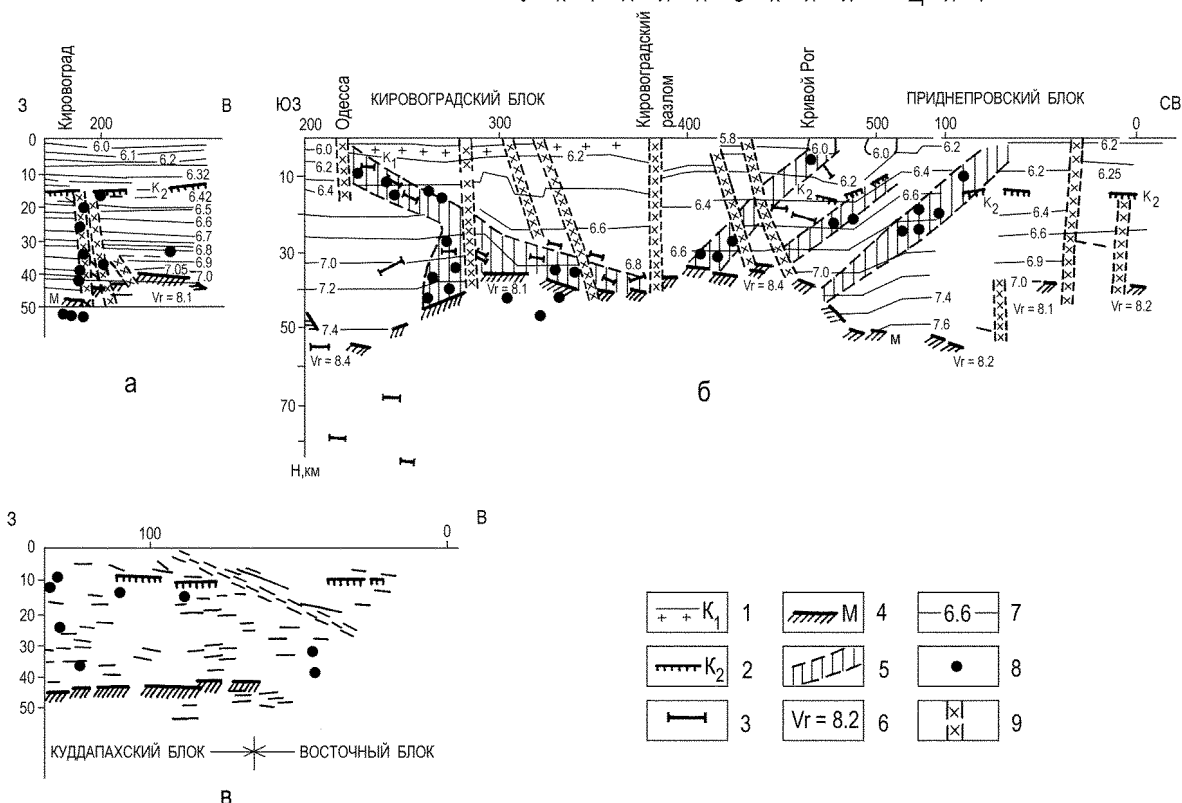 Кировоград
З
В
200
0
6.0
6.1
6.2
6.32
10
K₂
6.42
20
6.5
6.6
30
6.7
6.8
6.9
40
7.05
7.0
M
Vr = 8.1
50
а
Одесса
Кировоградский разлом
Кривой Рог
ЮЗ
КИРОВОГРАДСКИЙ БЛОК
ПРИДНЕПРОВСКИЙ БЛОК
СВ
200
300
400
5.8
500
100
0
6.0
K₁
6.2
6.0
6.0
6.2
6.2
6.2
6.25
10
6.4
K₂
6.2
6.4
K₂
K₂
6.4
6.6
6.4
6.6
30
6.6
6.6
7.0
6.8
7.0
6.9
7.2
Vr = 8.1
Vr = 8.4
7.4
7.0
Vr = 8.1
Vr = 8.2
50
7.4
7.6
M
Vr = 8.4
Vr = 8.2
70
б
H,км
З
В
100
0
0
10
20
30
40
50
КУДДАПАХСКИЙ БЛОК
ВОСТОЧНЫЙ БЛОК
в
K₁ 1
M 4
6.6 7
K₂ 2
5
8
3
Vr = 8.2 6
9